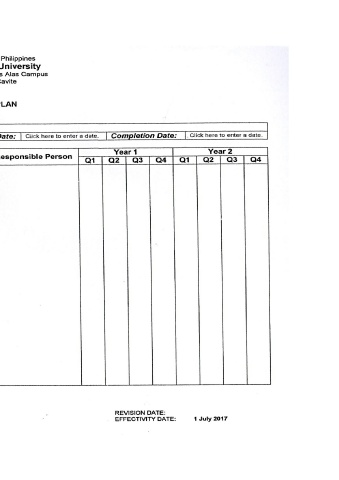 Philippines
University
s Alas Campus
Cavite
LAN
Date: Click here to enter a date. Completion Date: Click here to enter a date.
esponsible Person Year 1 Year 2
Q1 Q2 Q3 Q4 Q1 Q2 Q3 Q4
REVISION DATE:
EFFECTIVITY DATE: 1 July 2017